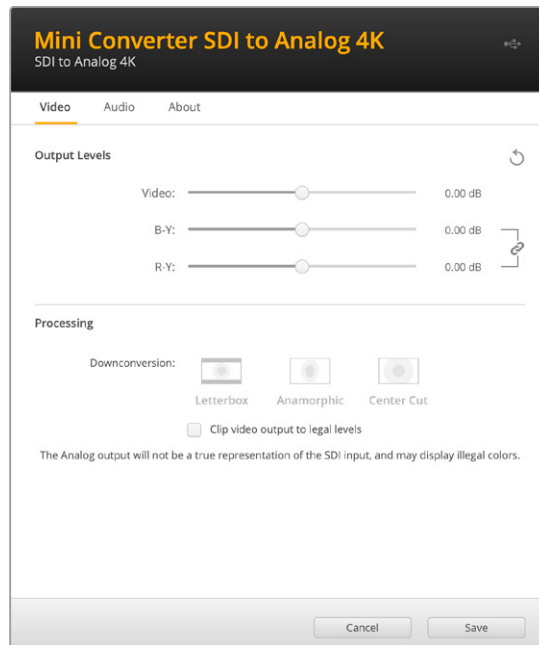 Mini Converter SDI to Analog 4K
SDI to Analog 4K
Video Audio About
Output Levels
Video: 0.00 dB
B-Y: 0.00 dB
R-Y: 0.00 dB
Processing
Downconversion:
Letterbox Anamorphic Center Cut
Clip video output to legal levels
The Analog output will not be a true representation of the SDI input, and may display illegal colors.
Cancel Save